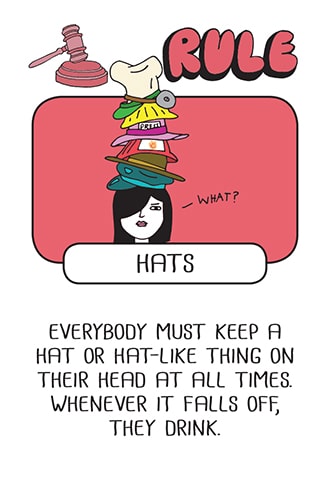 RULE
PRESS
— WHAT?
HATS
EVERYBODY MUST KEEP A
HAT OR HAT-LIKE THING ON
THEIR HEAD AT ALL TIMES.
WHENEVER IT FALLS OFF,
THEY DRINK.